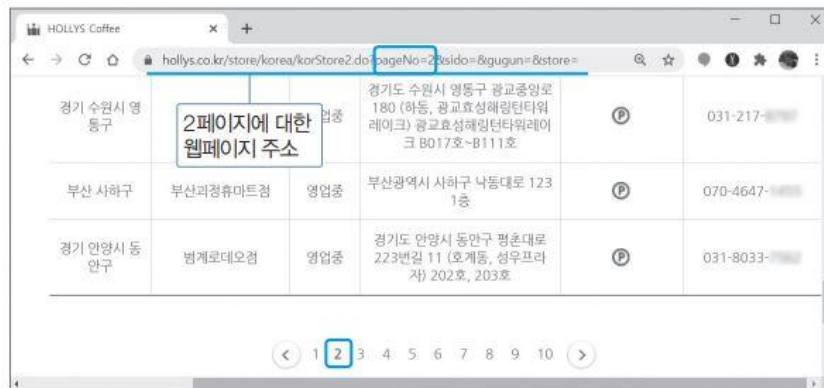 HOLLYS Coffee
hollys.co.kr/store/korea/korStore2.do?pageNo=2&sido=&gugun=&store=
2페이지에 대한
웹페이지 주소
경기 수원시 영
통구
업중
경기도 수원시 영통구 광교중앙로
180 (하동, 광교효성해링턴타워
레이크) 광교효성해링턴타워레이
크 B017호~B111호
P
031-217-
부산 사하구
부산괴정휴마트점
영업중
부산광역시 사하구 낙동대로 123
1층
P
070-4647-
경기 안양시 동
안구
범계로데오점
영업중
경기도 안양시 동안구 평촌대로
223번길 11 (호계동, 성우프라
자) 202호, 203호
P
031-8033-
1 2 3 4 5 6 7 8 9 10